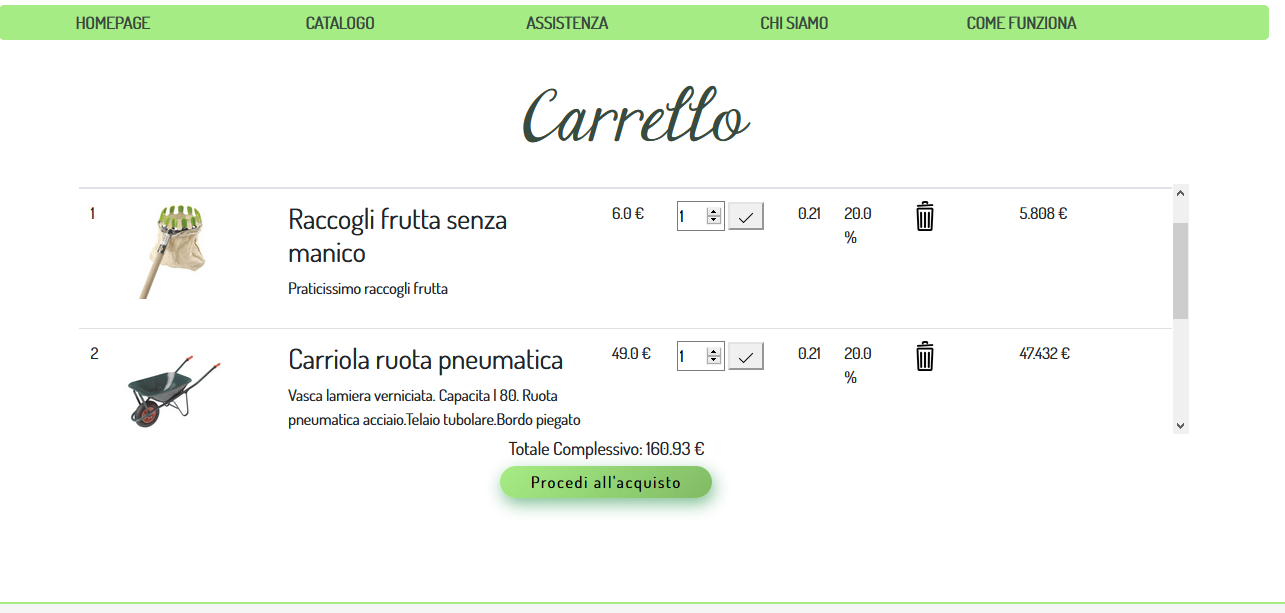 HOMEPAGE CATALOGO ASSISTENZA CHI SIAMO COME FUNZIONA
Carrello
1 Raccogli frutta senza 6.0 € 1 0.21 20.0 5.808 €
manico %
Praticissimo raccogli frutta
2 Carriola ruota pneumatica 49.0 € 1 0.21 20.0 47.432 €
%
Vasca lamiera verniciata. Capacita l 80. Ruota
pneumatica acciaio.Telaio tubolare.Bordo piegato
Totale Complessivo: 160.93 €
Procedi all'acquisto